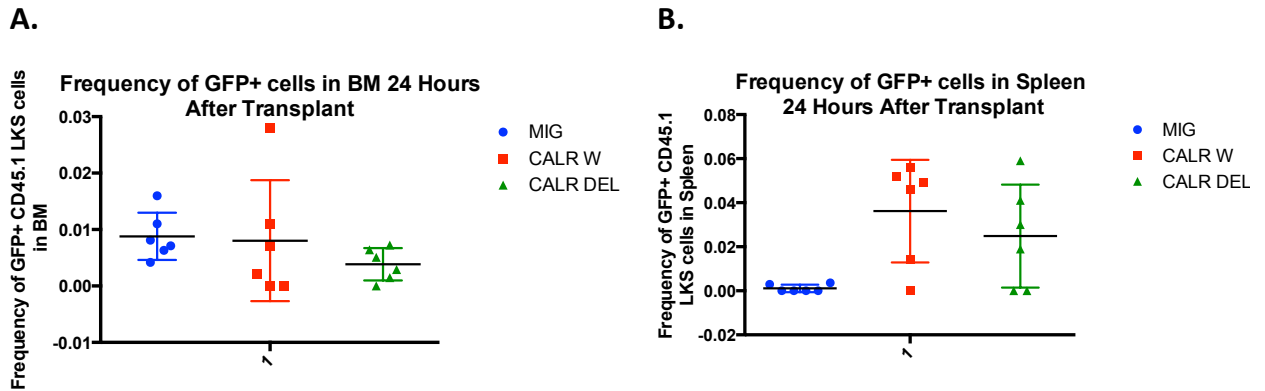 A.
Frequency of GFP+ cells in BM 24 Hours
After Transplant
Frequency of GFP+ CD45.1 LKS cells
in BM
0.03
0.02
0.01
0.00
-0.01
1
MIG
CALR W
CALR DEL
B.
Frequency of GFP+ cells in Spleen
24 Hours After Transplant
Frequency of GFP+ CD45.1
LKS cells in Spleen
0.08
0.06
0.04
0.02
0.00
-0.02
1
MIG
CALR W
CALR DEL